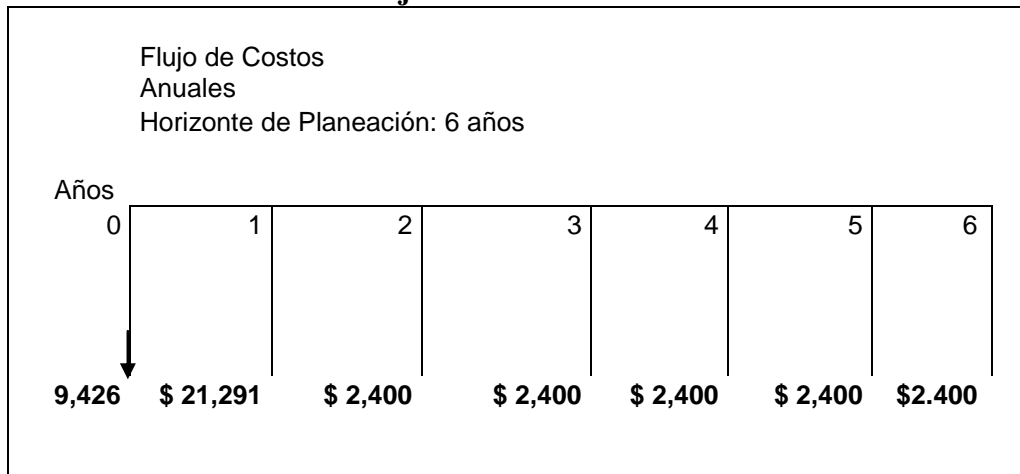 Flujo de Costos
Anuales
Horizonte de Planeación: 6 años
Años
0 1 2 3 4 5 6
9,426 $ 21,291 $ 2,400 $ 2,400 $ 2,400 $ 2,400 $2.400